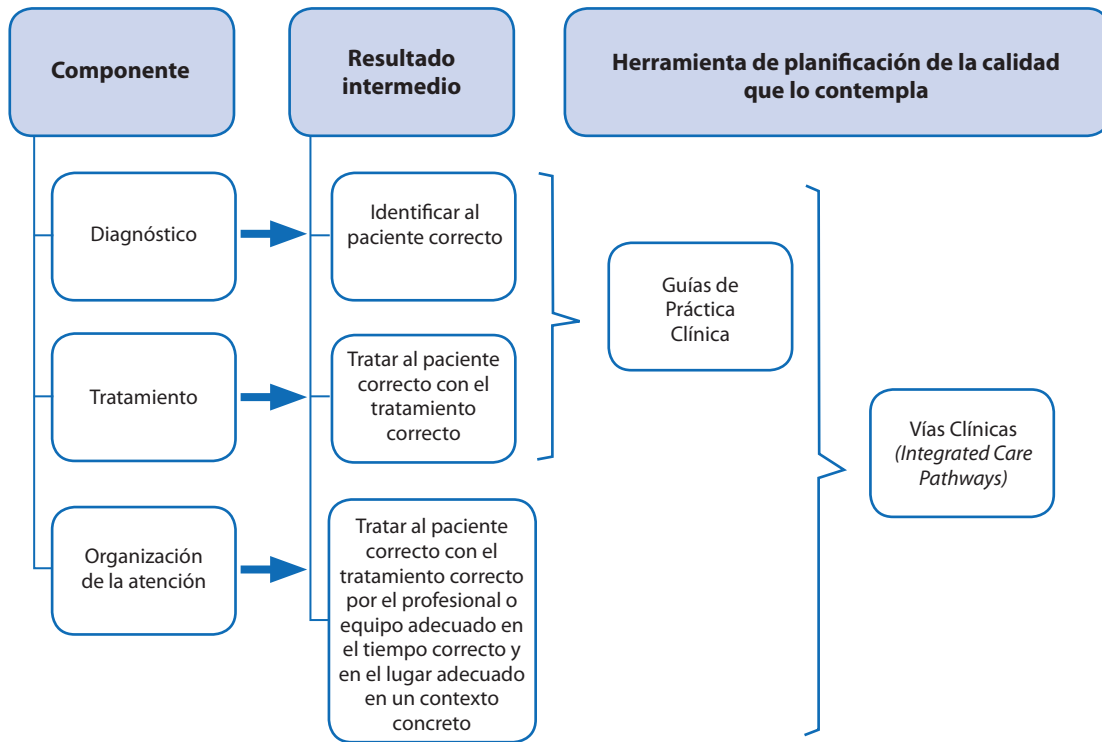 Componente
Resultado
intermedio
Herramienta de planificación de la calidad
que lo contempla
Diagnóstico
Identificar al
paciente correcto
Guías de
Práctica
Clínica
Tratamiento
Tratar al paciente
correcto con el
tratamiento
correcto
Vías Clínicas
(Integrated Care
Pathways)
Organización
de la atención
Tratar al paciente
correcto con el
tratamiento correcto
por el profesional o
equipo adecuado en
el tiempo correcto y
en el lugar adecuado
en un contexto
concreto